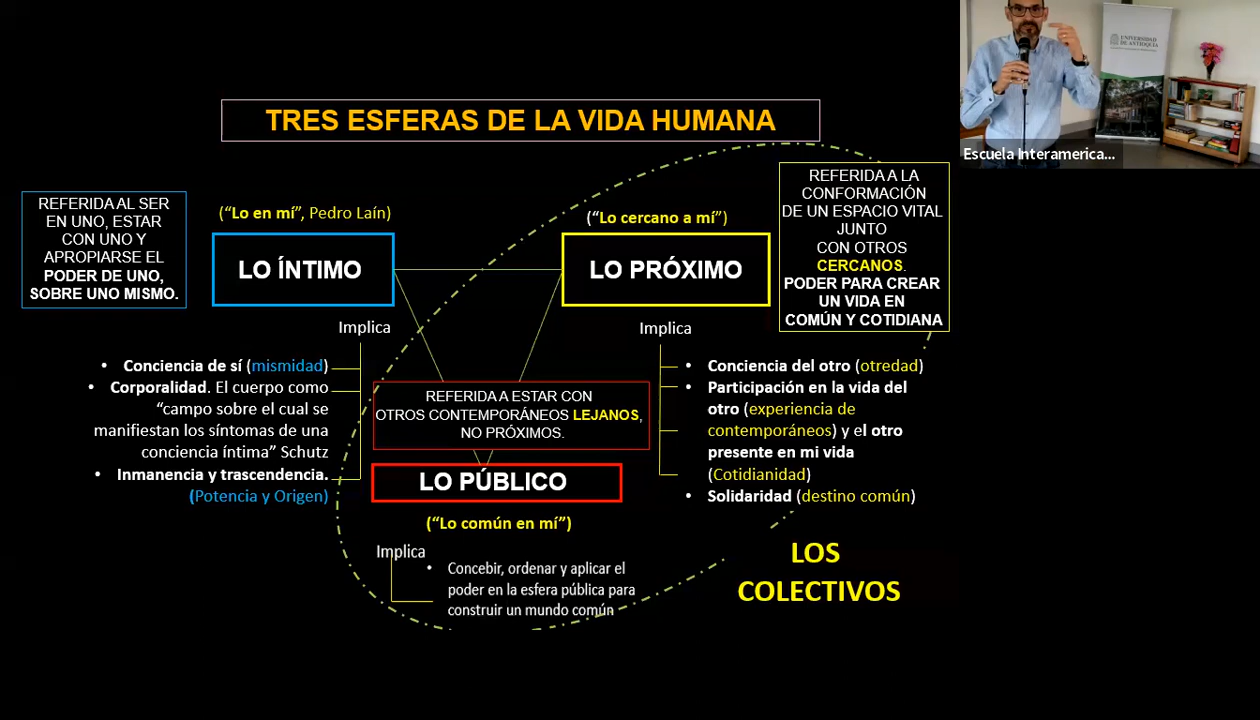 TRES ESFERAS DE LA VIDA HUMANA
UNIVERSIDAD
DE ANTIOQUIA
Escuela Interamerica...
REFERIDA AL SER
EN UNO, ESTAR
CON UNO Y
APROPIARSE EL
PODER DE UNO,
SOBRE UNO MISMO.
(“Lo en mí”, Pedro Laín)
LO ÍNTIMO
Implica
• Conciencia de sí (mismidad)
• Corporalidad. El cuerpo como
“campo sobre el cual se
manifiestan los síntomas de una
conciencia íntima” Schutz
• Inmanencia y trascendencia.
(Potencia y Origen)
(“Lo cercano a mí”)
LO PRÓXIMO
REFERIDA A LA
CONFORMACIÓN
DE UN ESPACIO VITAL
JUNTO
CON OTROS
CERCANOS.
PODER PARA CREAR
UN VIDA EN
COMÚN Y COTIDIANA
Implica
• Conciencia del otro (otredad)
• Participación en la vida del
otro (experiencia de
contemporáneos) y el otro
presente en mi vida
(Cotidianidad)
• Solidaridad (destino común)
REFERIDA A ESTAR CON
OTROS CONTEMPORÁNEOS LEJANOS,
NO PRÓXIMOS.
LO PÚBLICO
(“Lo común en mí”)
Implica
• Concebir, ordenar y aplicar el
poder en la esfera pública para
construir un mundo común
LOS
COLECTIVOS